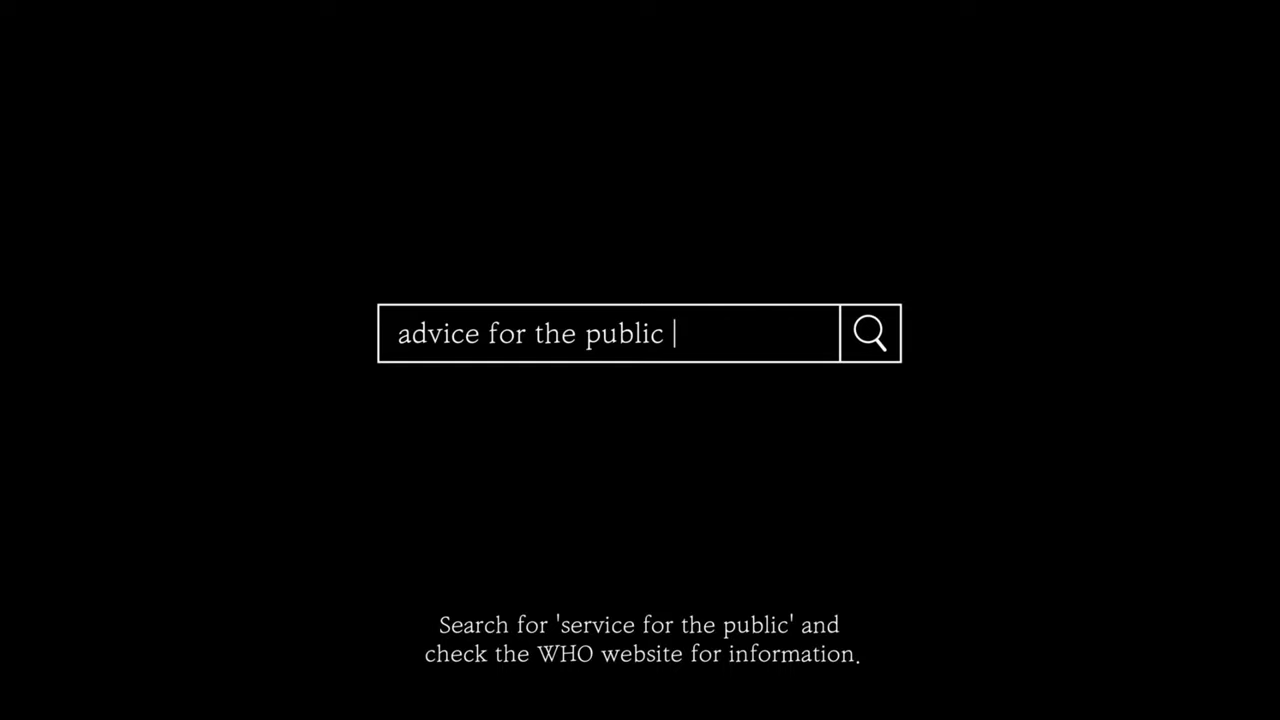 advice for the public
Search for 'service for the public' and
check the WHO website for information.